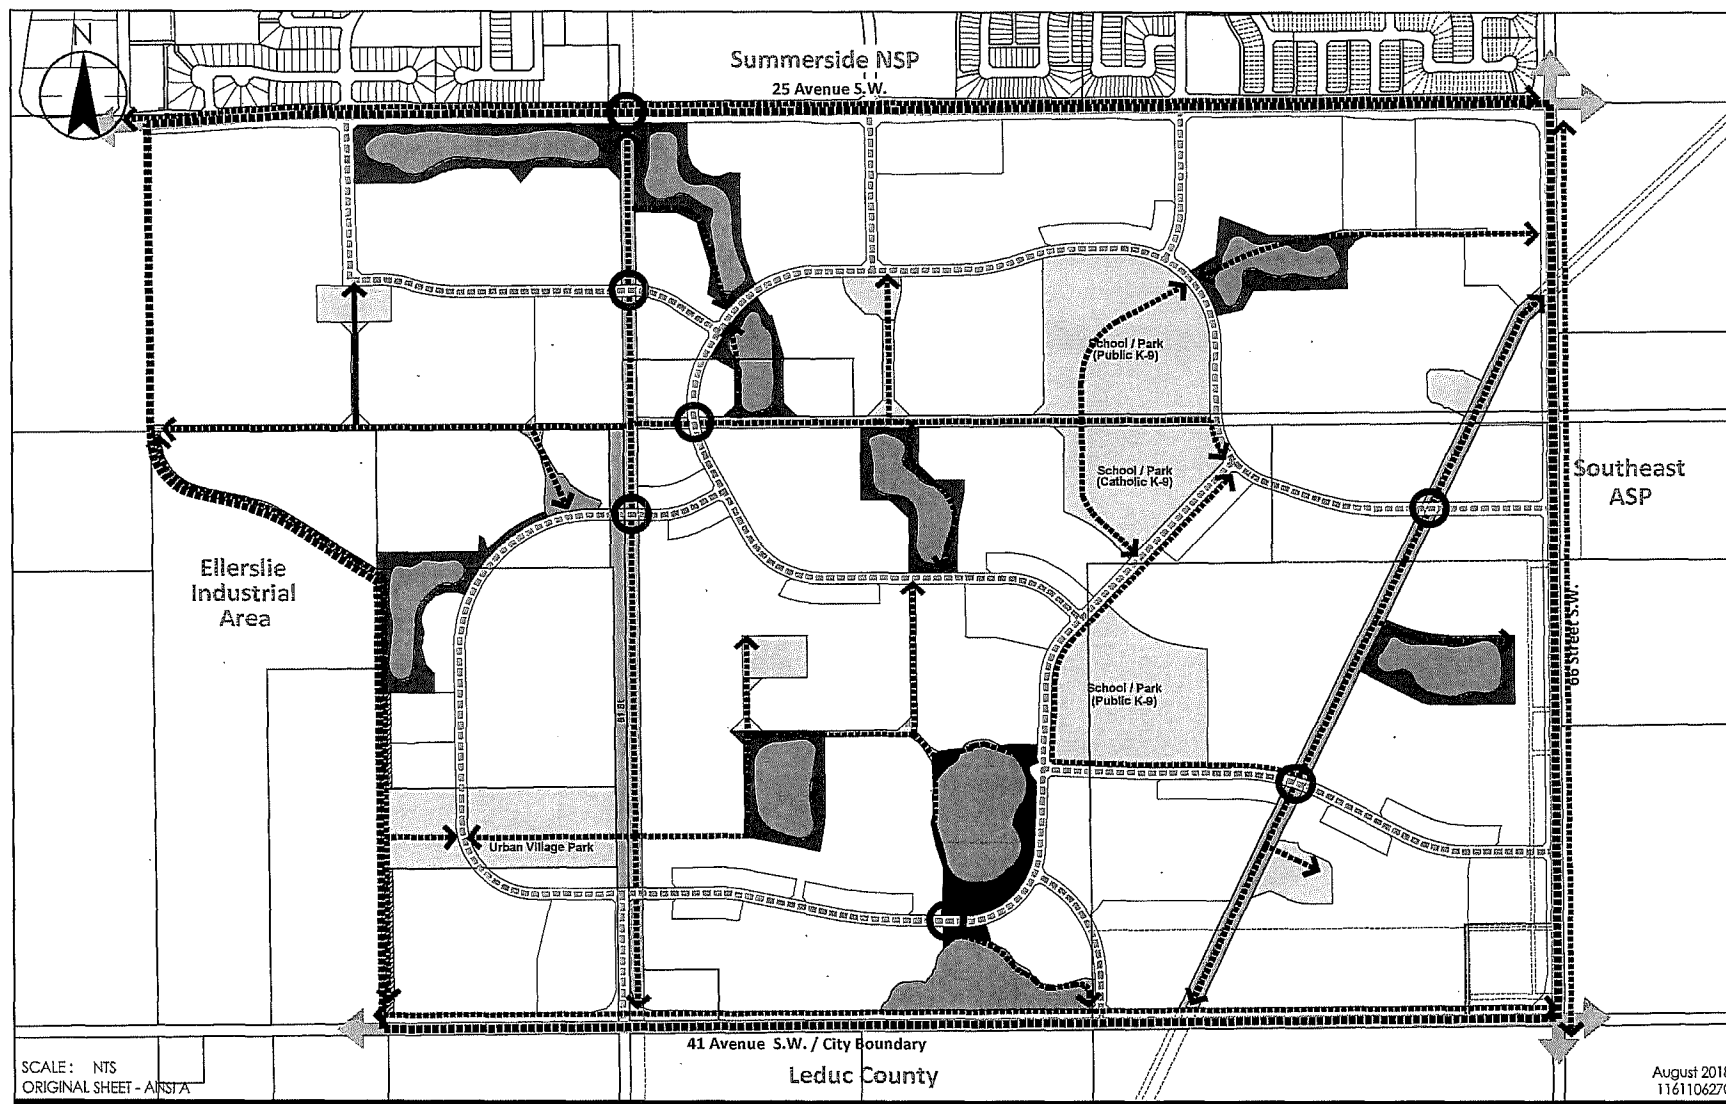 N
Summerside NSP
25 Avenue S.W.
School / Park
(Public K-9)
School / Park
(Catholic K-9)
Southeast
ASP
Ellerslie
Industrial
Area
66 Street S.W.
School / Park
(Public K-9)
Urban Village Park
41 Avenue S.W. / City Boundary
Leduc County
SCALE: NTS
ORIGINAL SHEET - ANSI A
August 2018
1161106270